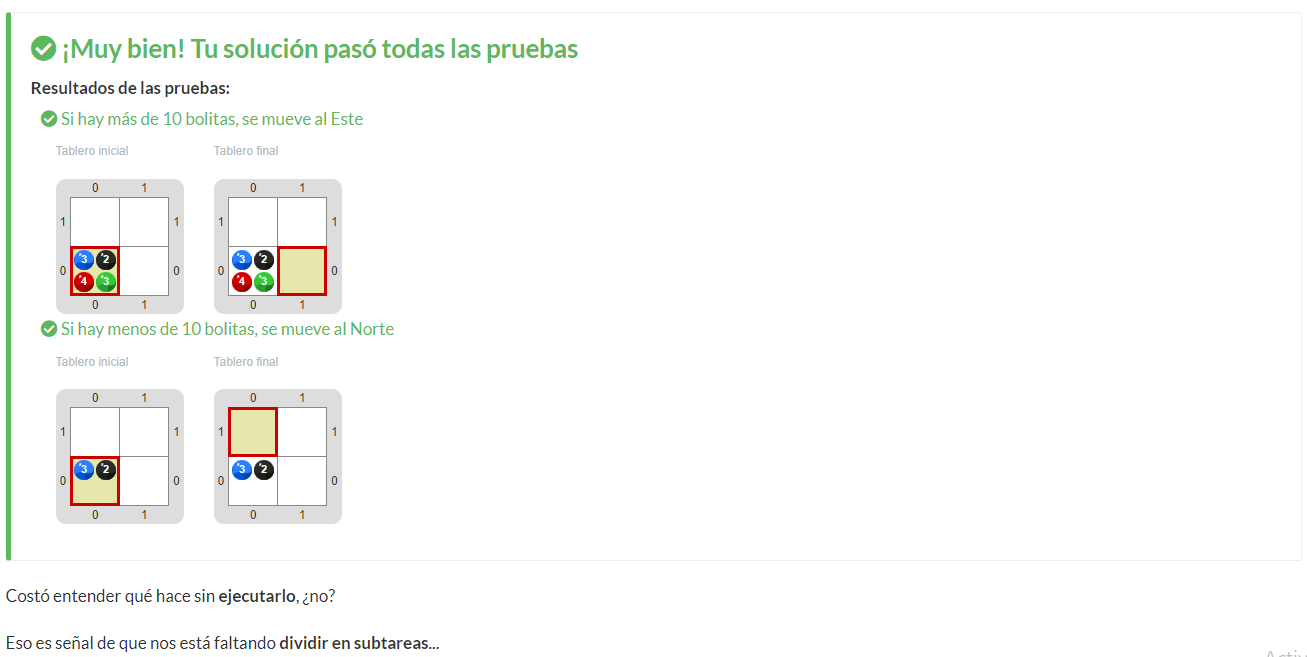 ¡Muy bien! Tu solución pasó todas las pruebas
Resultados de las pruebas:
Si hay más de 10 bolitas, se mueve al Este
Tablero inicial Tablero final
0 1 0 1
1 1 1 1
3 2 3 2
0 0 0 0
4 3 4 3
0 1 0 1
Si hay menos de 10 bolitas, se mueve al Norte
Tablero inicial Tablero final
0 1 0 1
1 1 1 1
3 2 3 2
0 0 0 0
0 1 0 1
Costó entender qué hace sin ejecutarlo, ¿no?
Eso es señal de que nos está faltando dividir en subtareas...